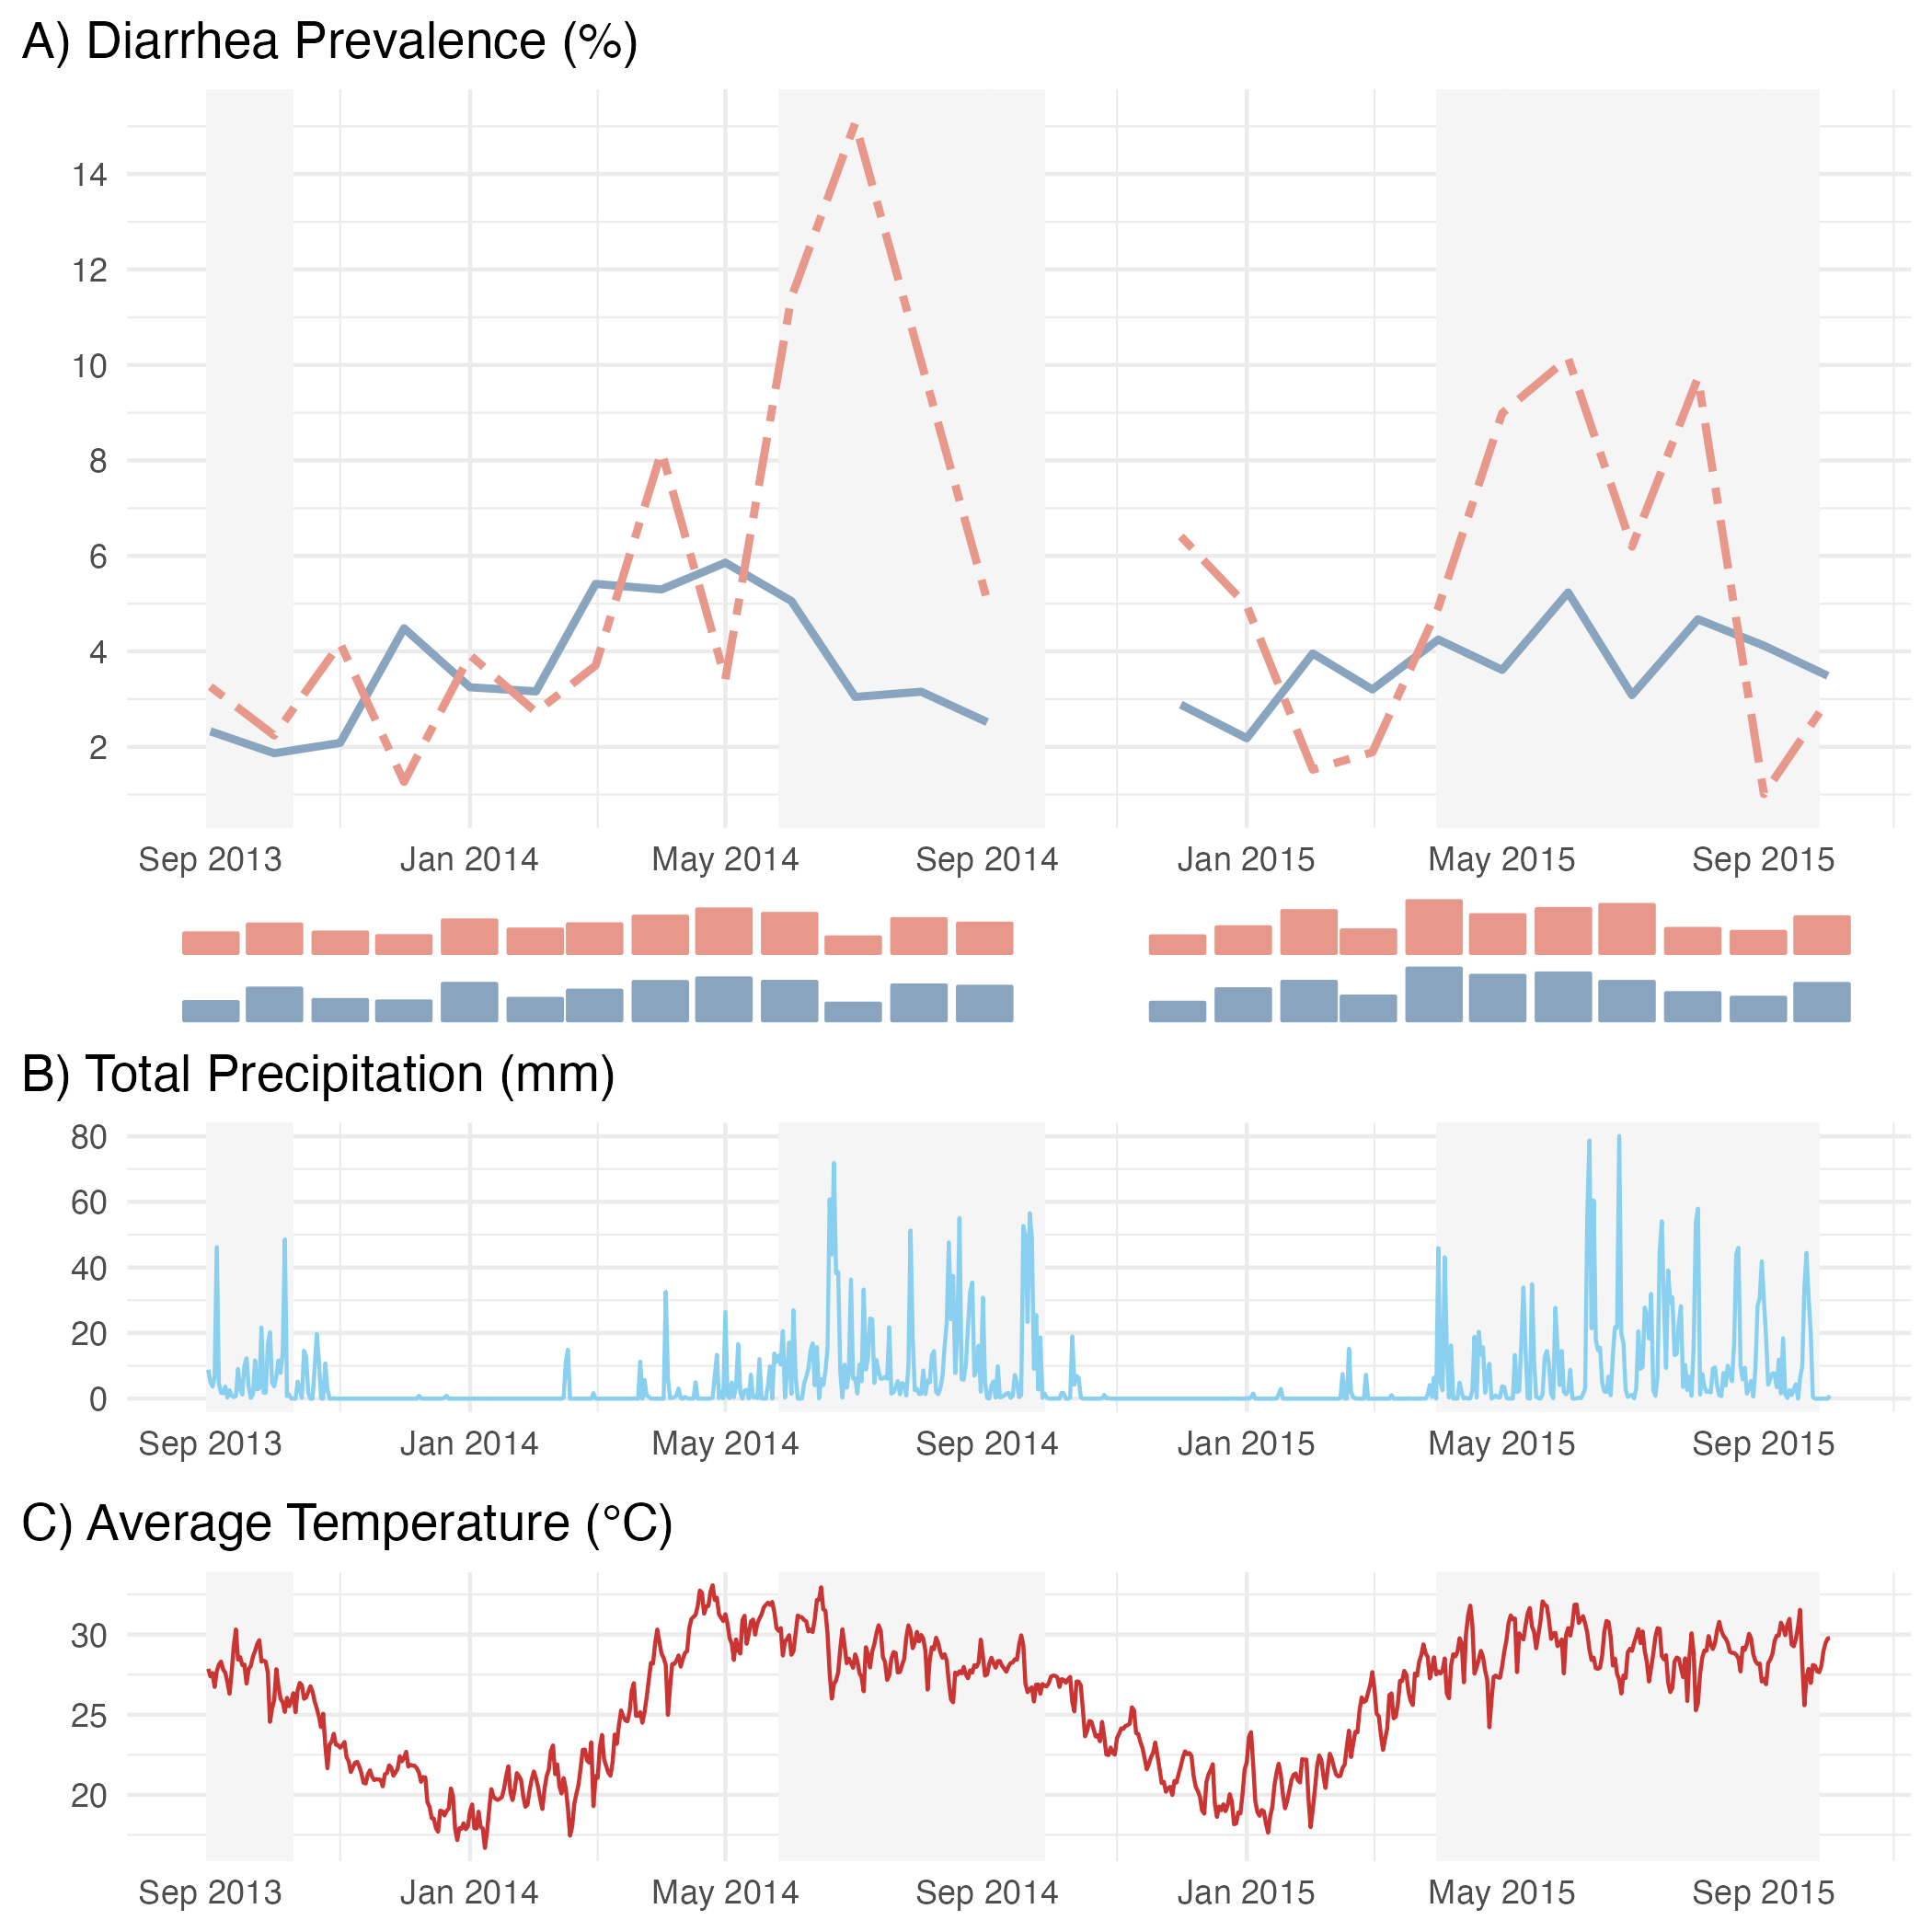 A) Diarrhea Prevalence (%)
14
12
10
8
6
4
2
Sep 2013 Jan 2014 May 2014 Sep 2014 Jan 2015 May 2015 Sep 2015
B) Total Precipitation (mm)
80
60
40
20
0
Sep 2013 Jan 2014 May 2014 Sep 2014 Jan 2015 May 2015 Sep 2015
C) Average Temperature (°C)
30
25
20
Sep 2013 Jan 2014 May 2014 Sep 2014 Jan 2015 May 2015 Sep 2015